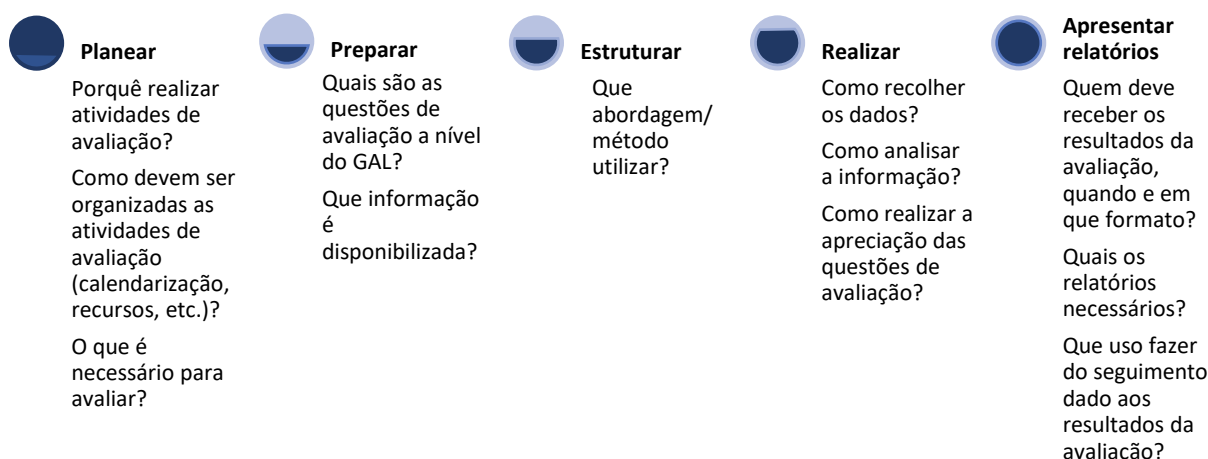 Planear
Porquê realizar
atividades de
avaliação?
Como devem ser
organizadas as
atividades de
avaliação
(calendarização,
recursos, etc.)?
O que é
necessário para
avaliar?
Preparar
Quais são as
questões de
avaliação a nível
do GAL?
Que informação
é
disponibilizada?
Estruturar
Que
abordagem/
método
utilizar?
Realizar
Como recolher
os dados?
Como analisar
a informação?
Como realizar a
apreciação das
questões de
avaliação?
Apresentar
relatórios
Quem deve
receber os
resultados da
avaliação,
quando e em
que formato?
Quais os
relatórios
necessários?
Que uso fazer
do seguimento
dado aos
resultados da
avaliação?